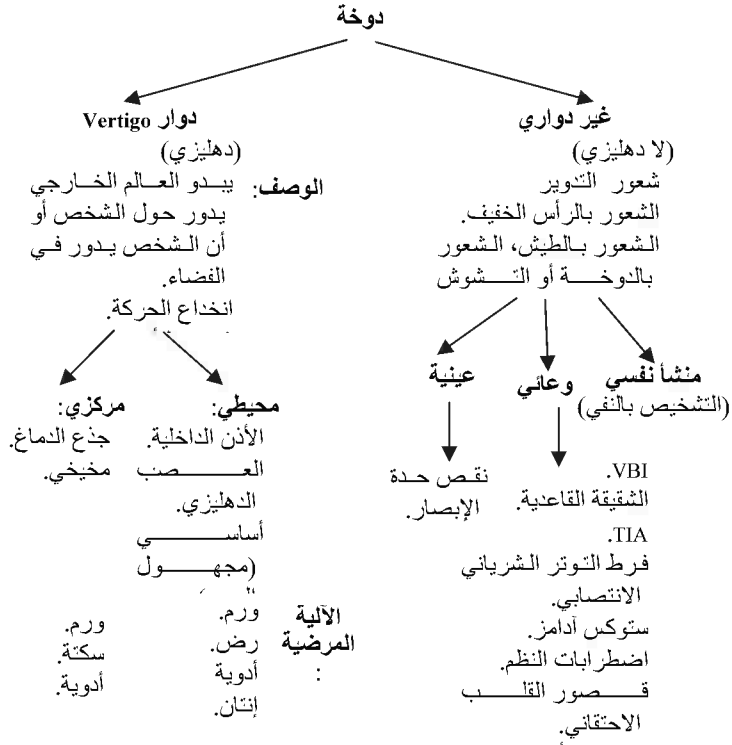 دوخة
غير دواري
(لا دهليزي)
شعور التدوير
الشعور بالرأس الخفيف.
الشعور بالطيش، الشعور
بالدوخة أو التشوش
دوار Vertigo
(دهليزي)
الوصف:
يبدو العالم الخارجي
يدور حول الشخص أو
أن الشخص يدور في
الفضاء.
انخداع الحركة.
منشأ نفسي
(التشخيص بالنفي)
وعائي
عينية
VBI.
الشقيقة القاعدية.
TIA.
فرط التوتر الشرياني
الانتصابي.
ستوكس آدامز.
اضطرابات النظم.
قصور القلب
الاحتقاني.
نقص حدة
الإبصار.
محيطي:
الأذن الداخلية.
العصب
الدهليزي.
أساسي
(مجهول
مركزي:
جذع الدماغ.
مخيخي.
الآلية
المرضية
:
ورم.
رض.
أدوية
إنتان.
ورم.
سكتة.
أدوية.